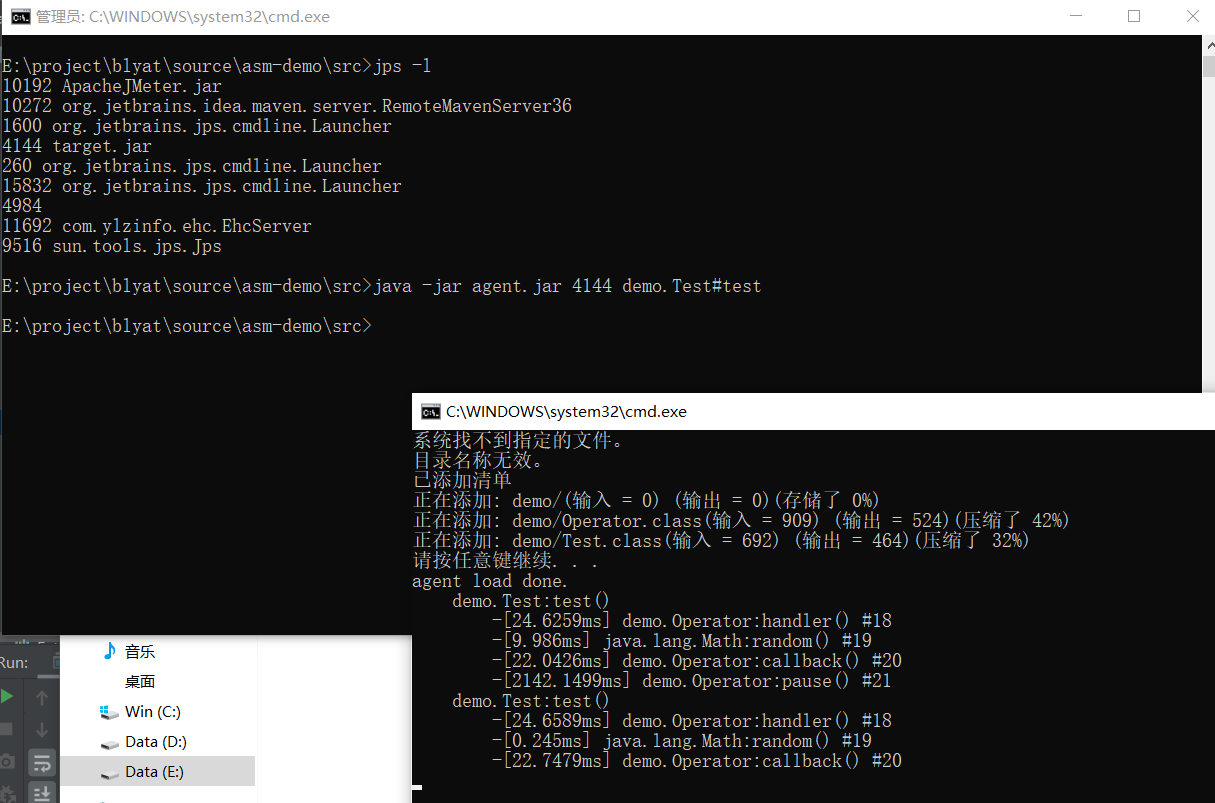 管理员: C:\WINDOWS\system32\cmd.exe
E:\project\blyat\source\asm-demo\src>jps -l
10192 ApacheJMeter.jar
10272 org.jetbrains.idea.maven.server.RemoteMavenServer36
1600 org.jetbrains.jps.cmdline.Launcher
4144 target.jar
260 org.jetbrains.jps.cmdline.Launcher
15832 org.jetbrains.jps.cmdline.Launcher
4984
11692 com.ylzinfo.ehc.EhcServer
9516 sun.tools.jps.Jps
E:\project\blyat\source\asm-demo\src>java -jar agent.jar 4144 demo.Test#test
E:\project\blyat\source\asm-demo\src>
C:\WINDOWS\system32\cmd.exe
系统找不到指定的文件。
目录名称无效。
已添加清单
正在添加: demo/(输入 = 0) (输出 = 0)(存储了 0%)
正在添加: demo/Operator.class(输入 = 909) (输出 = 524)(压缩了 42%)
正在添加: demo/Test.class(输入 = 692) (输出 = 464)(压缩了 32%)
请按任意键继续. . .
agent load done.
demo.Test:test()
-[24.6259ms] demo.Operator:handler() #18
-[9.986ms] java.lang.Math:random() #19
-[22.0426ms] demo.Operator:callback() #20
-[2142.1499ms] demo.Operator:pause() #21
demo.Test:test()
-[24.6589ms] demo.Operator:handler() #18
-[0.245ms] java.lang.Math:random() #19
-[22.7479ms] demo.Operator:callback() #20
Run:
音乐
桌面
Win (C:)
Data (D:)
Data (E:)